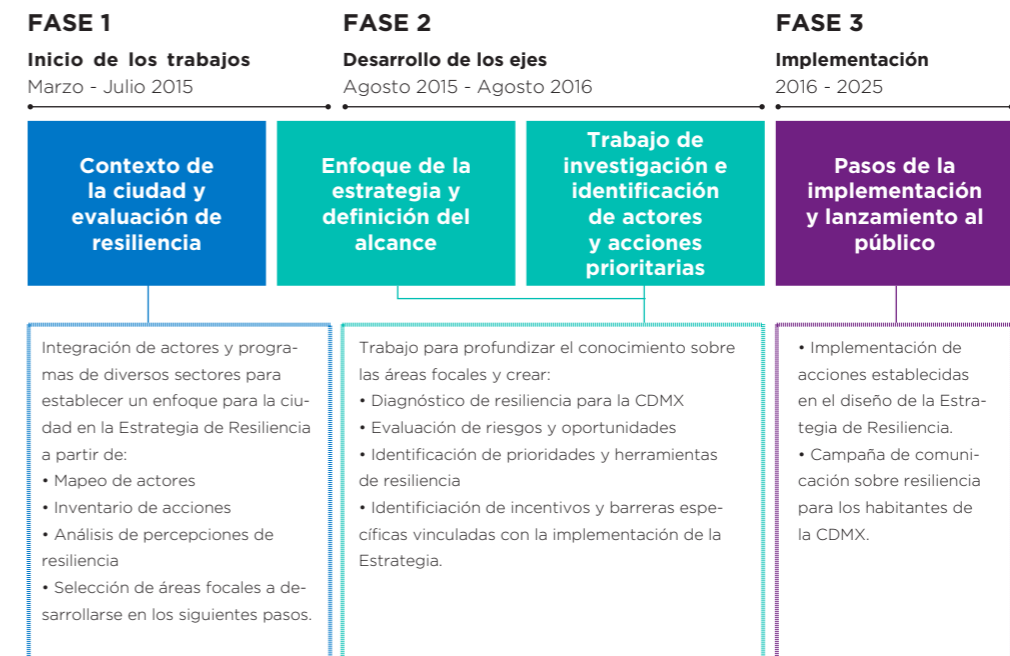 FASE 1
Inicio de los trabajos
Marzo - Julio 2015
FASE 2
Desarrollo de los ejes
Agosto 2015 - Agosto 2016
FASE 3
Implementación
2016 - 2025
Contexto de
la ciudad y
evaluación de
resiliencia
Enfoque de la
estrategia y
definición del
alcance
Trabajo de
investigación e
identificación
de actores
y acciones
prioritarias
Pasos de la
implementación
y lanzamiento al
público
Integración de actores y progra-
mas de diversos sectores para
establecer un enfoque para la ciu-
dad en la Estrategia de Resiliencia
a partir de:
• Mapeo de actores
• Inventario de acciones
• Análisis de percepciones de
resiliencia
• Selección de áreas focales a de-
sarrollarse en los siguientes pasos.
Trabajo para profundizar el conocimiento sobre
las áreas focales y crear:
• Diagnóstico de resiliencia para la CDMX
• Evaluación de riesgos y oportunidades
• Identificación de prioridades y herramientas
de resiliencia
• Identificiación de incentivos y barreras espe-
cíficas vinculadas con la implementación de la
Estrategia.
• Implementación de
acciones establecidas
en el diseño de la Estra-
tegia de Resiliencia.
• Campaña de comuni-
cación sobre resiliencia
para los habitantes de
la CDMX.